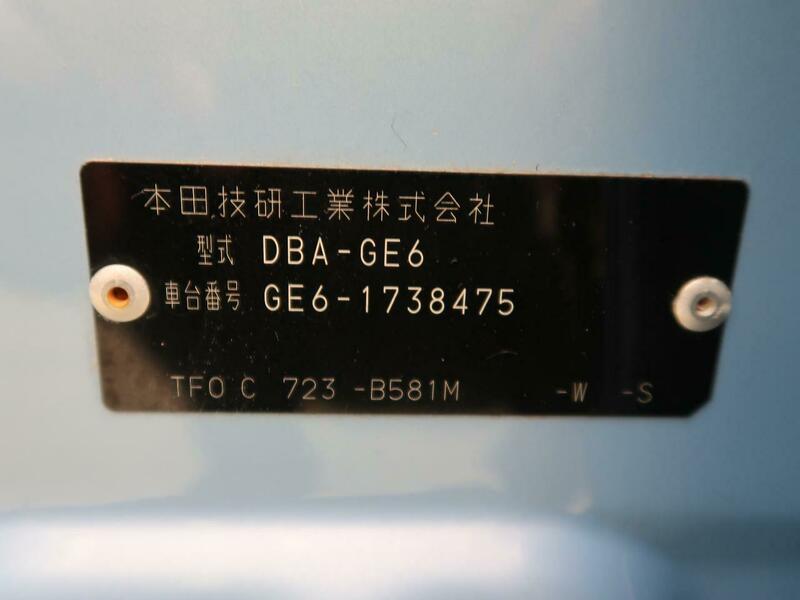 本田技研工業株式会社
型式 DBA-GE6
車台番号 GE6-1738475
TF0 C 723 -B581M -W -S